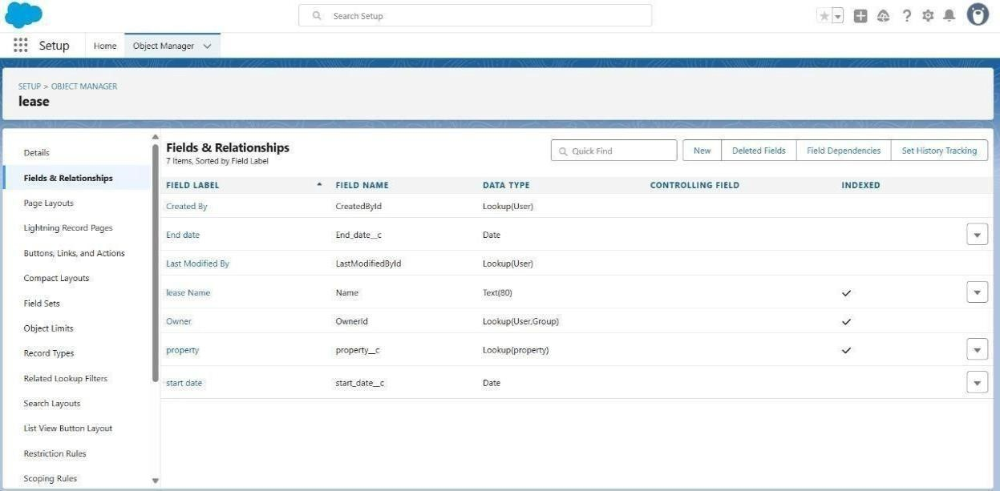 Search Setup
Setup Home Object Manager
SETUP > OBJECT MANAGER
lease
Details
Fields & Relationships
Page Layouts
Lightning Record Pages
Buttons, Links, and Actions
Compact Layouts
Field Sets
Object Limits
Record Types
Related Lookup Filters
Search Layouts
List View Button Layout
Restriction Rules
Scoping Rules
Fields & Relationships
7 Items, Sorted by Field Label
Quick Find New Deleted Fields Field Dependencies Set History Tracking
FIELD LABEL FIELD NAME DATA TYPE CONTROLLING FIELD INDEXED
Created By CreatedById Lookup(User)
End date End_date__c Date
Last Modified By LastModifiedById Lookup(User)
lease Name Name Text(80)
Owner OwnerId Lookup(User,Group)
property property__c Lookup(property)
start date start_date__c Date